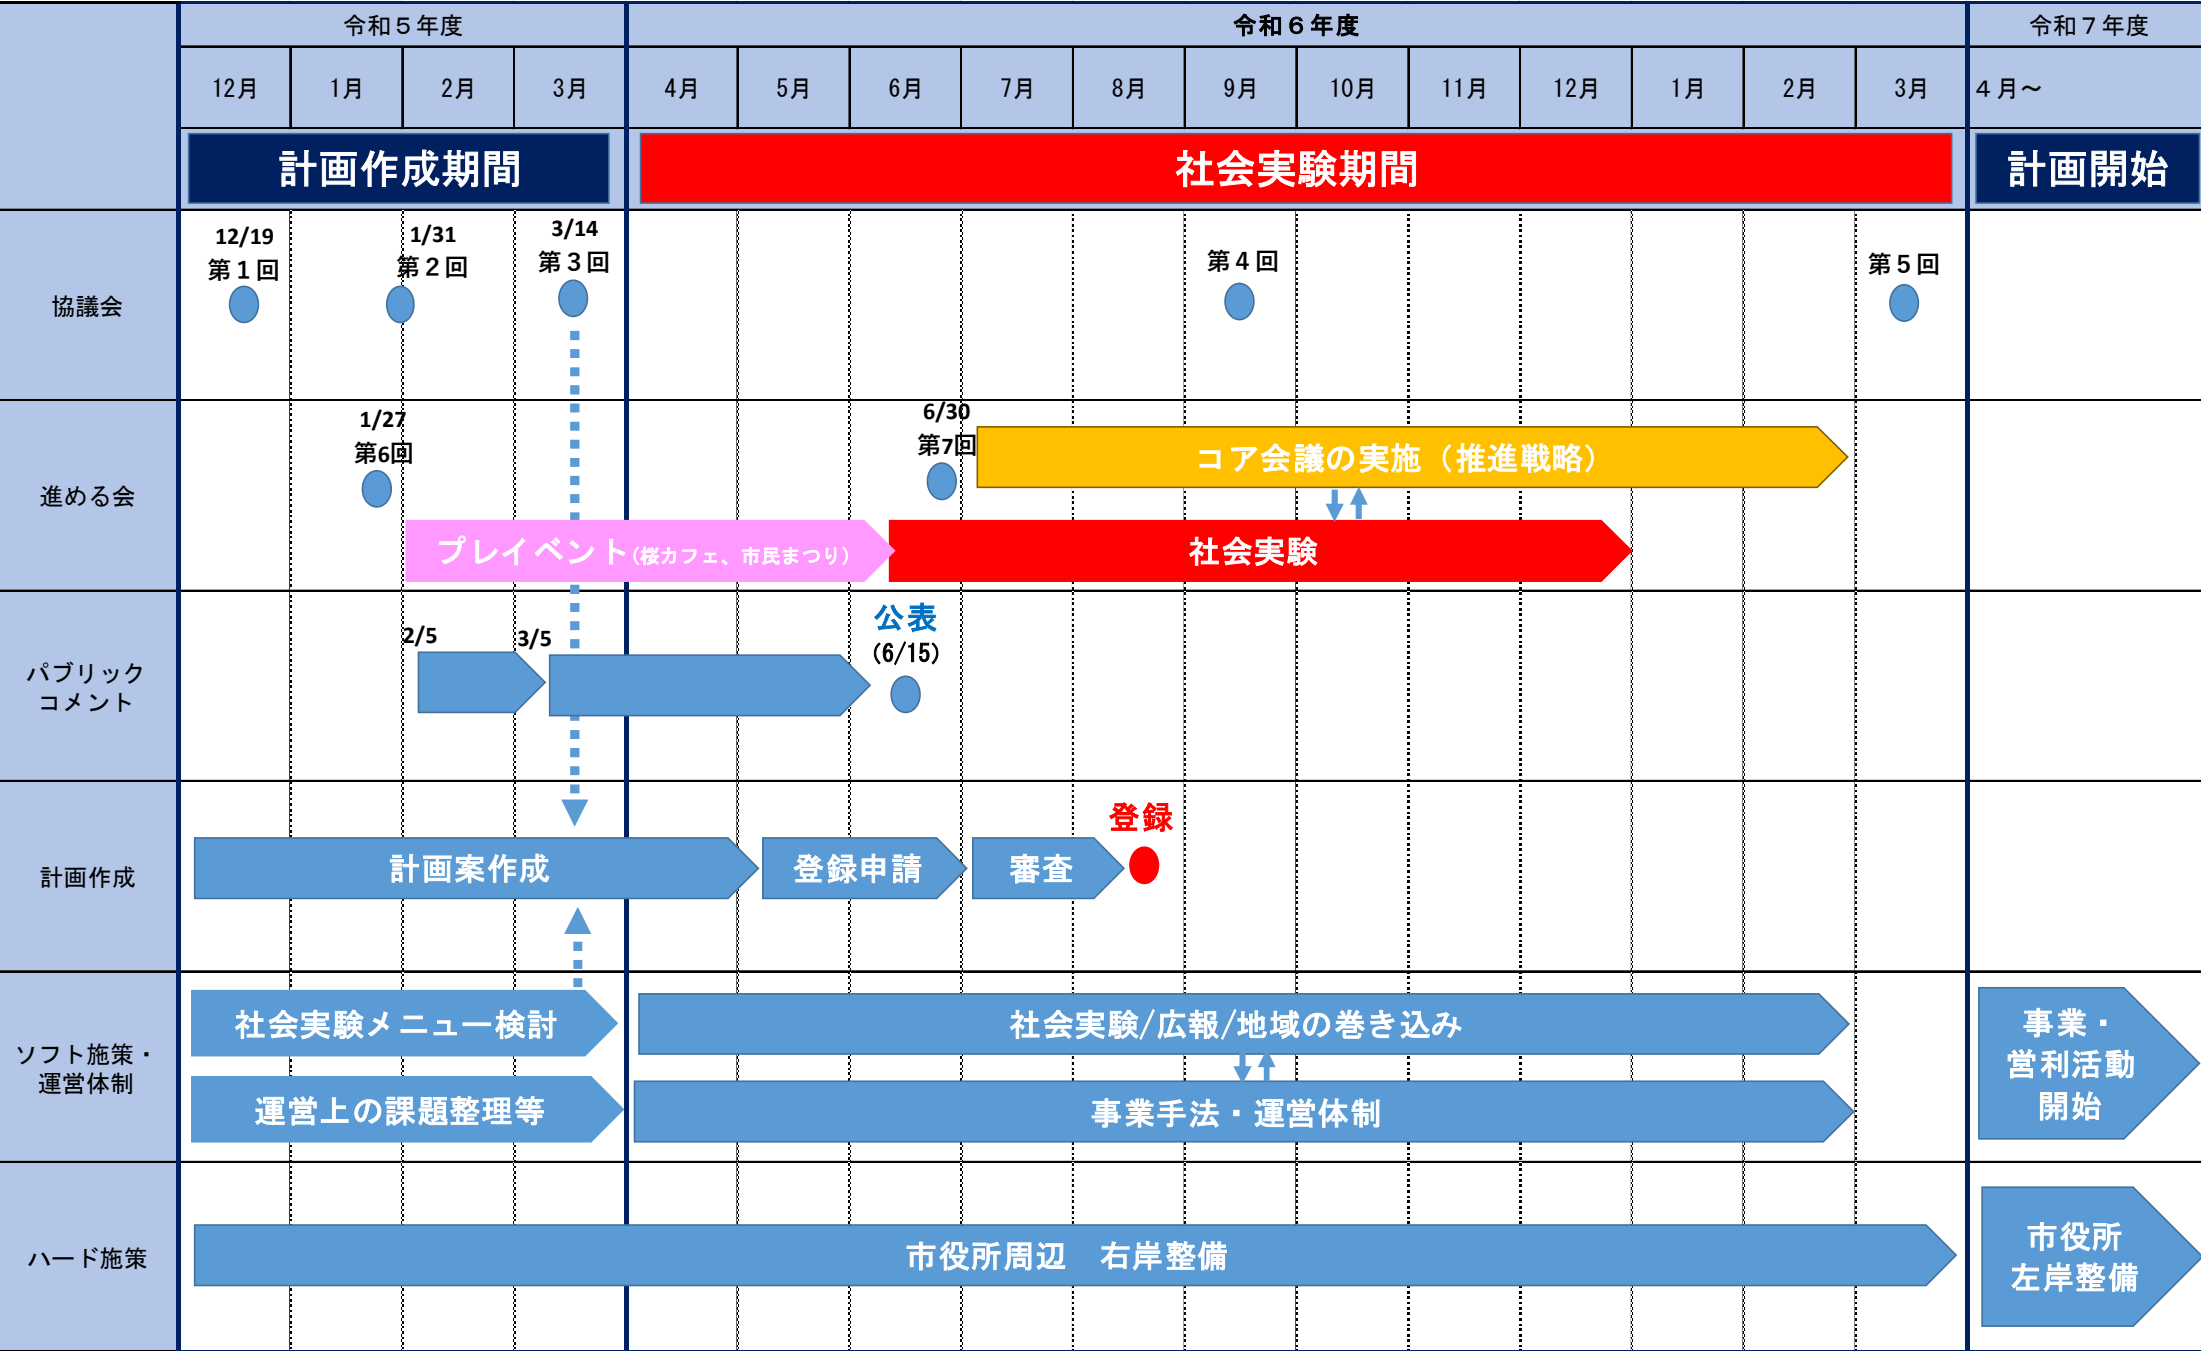 令和５年度
令和６年度
令和７年度
12月
1月
2月
3月
4月
5月
6月
7月
8月
9月
10月
11月
12月
1月
2月
3月
４月～
計画作成期間
社会実験期間
計画開始
協議会
12/19
第１回
1/31
第２回
3/14
第３回
第４回
第５回
進める会
1/27
第6回
6/30
第7回
コア会議の実施（推進戦略）
プレイベント(桜カフェ、市民まつり)
社会実験
パブリック
コメント
2/5
3/5
公表
(6/15)
計画作成
計画案作成
登録申請
審査
登録
ソフト施策・
運営体制
社会実験メニュー検討
社会実験/広報/地域の巻き込み
運営上の課題整理等
事業手法・運営体制
事業・
営利活動
開始
ハード施策
市役所周辺　右岸整備
市役所
左岸整備